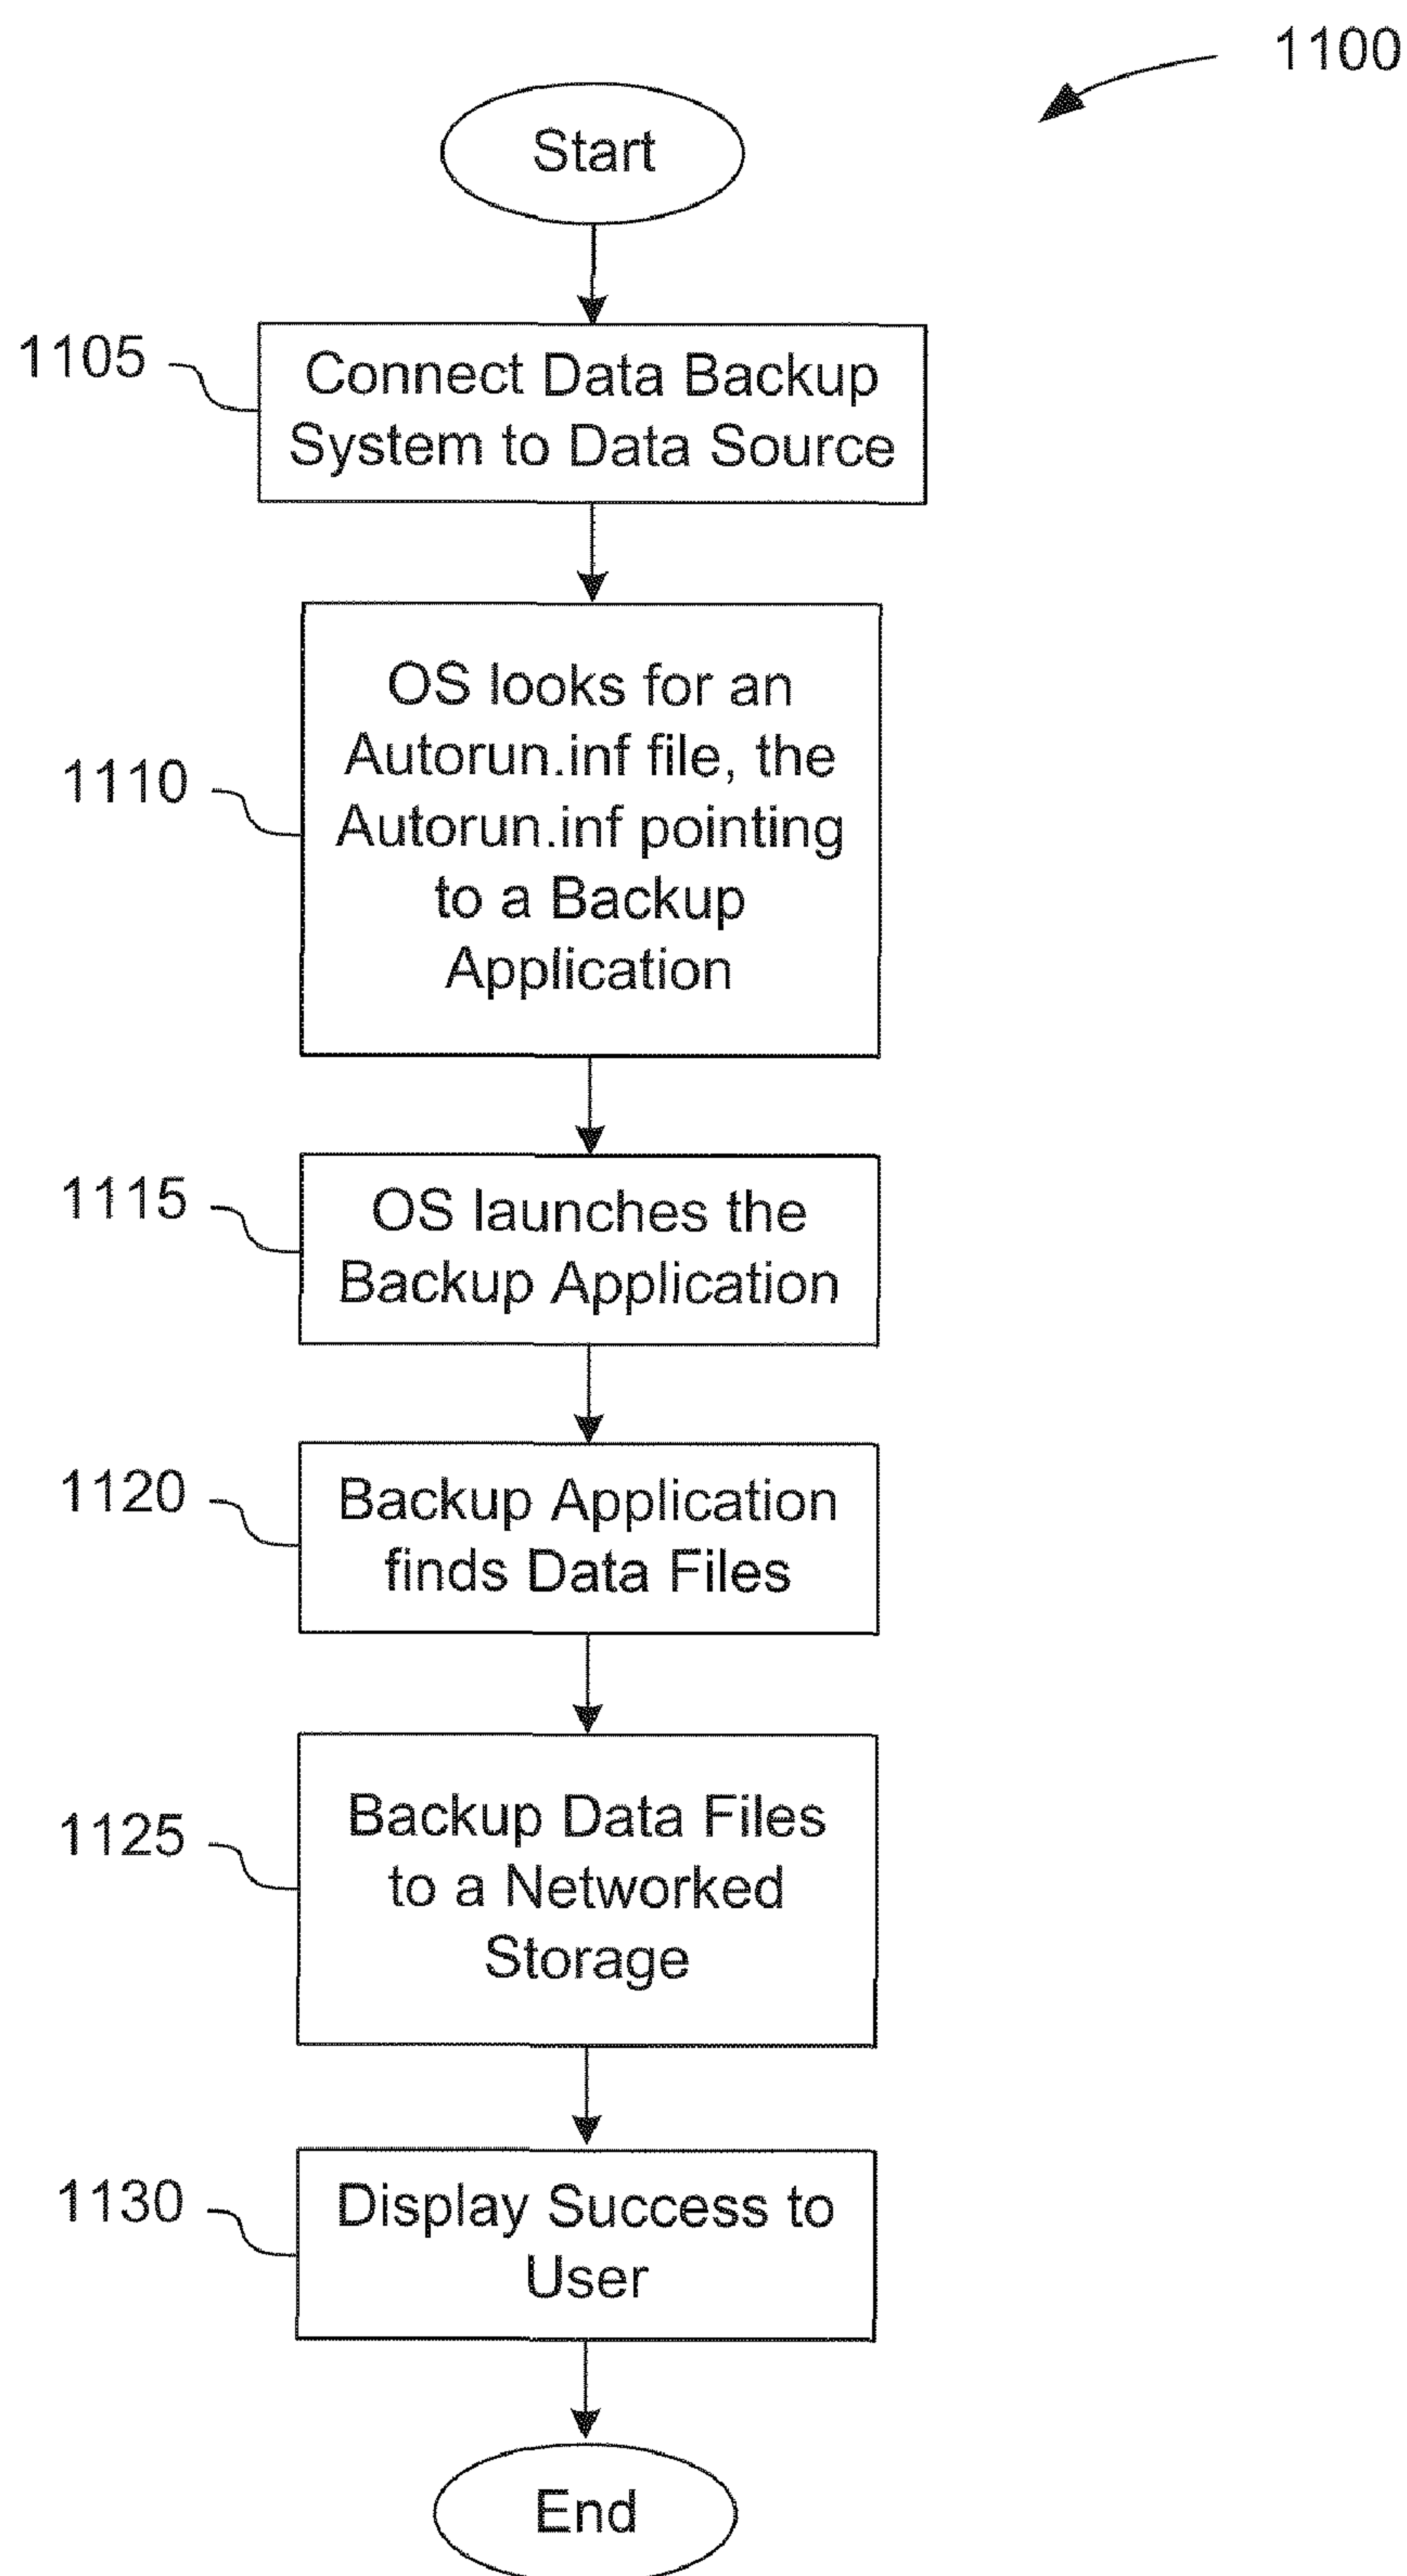 1100
Start
1105
Connect Data Backup
System to Data Source
1110
OS looks for an
Autorun.inf file, the
Autorun.inf pointing
to a Backup
Application
1115
OS launches the
Backup Application
1120
Backup Application
finds Data Files
1125
Backup Data Files
to a Networked
Storage
1130
Display Success to
User
End